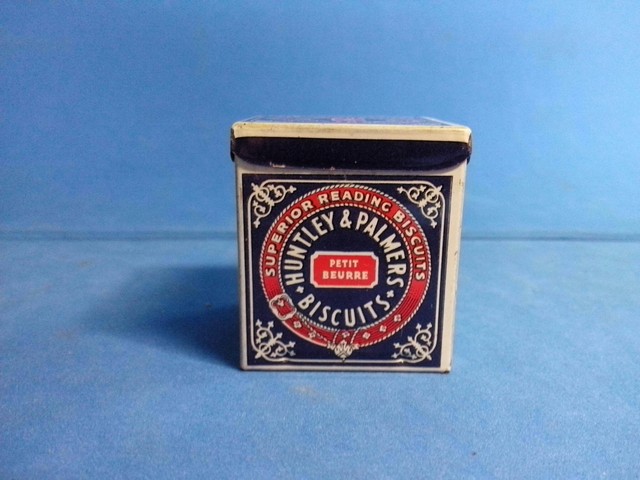 SUPERIOR READING BISCUITS
HUNTLEY & PALMERS
PETIT
BEURRE
BISCUITS